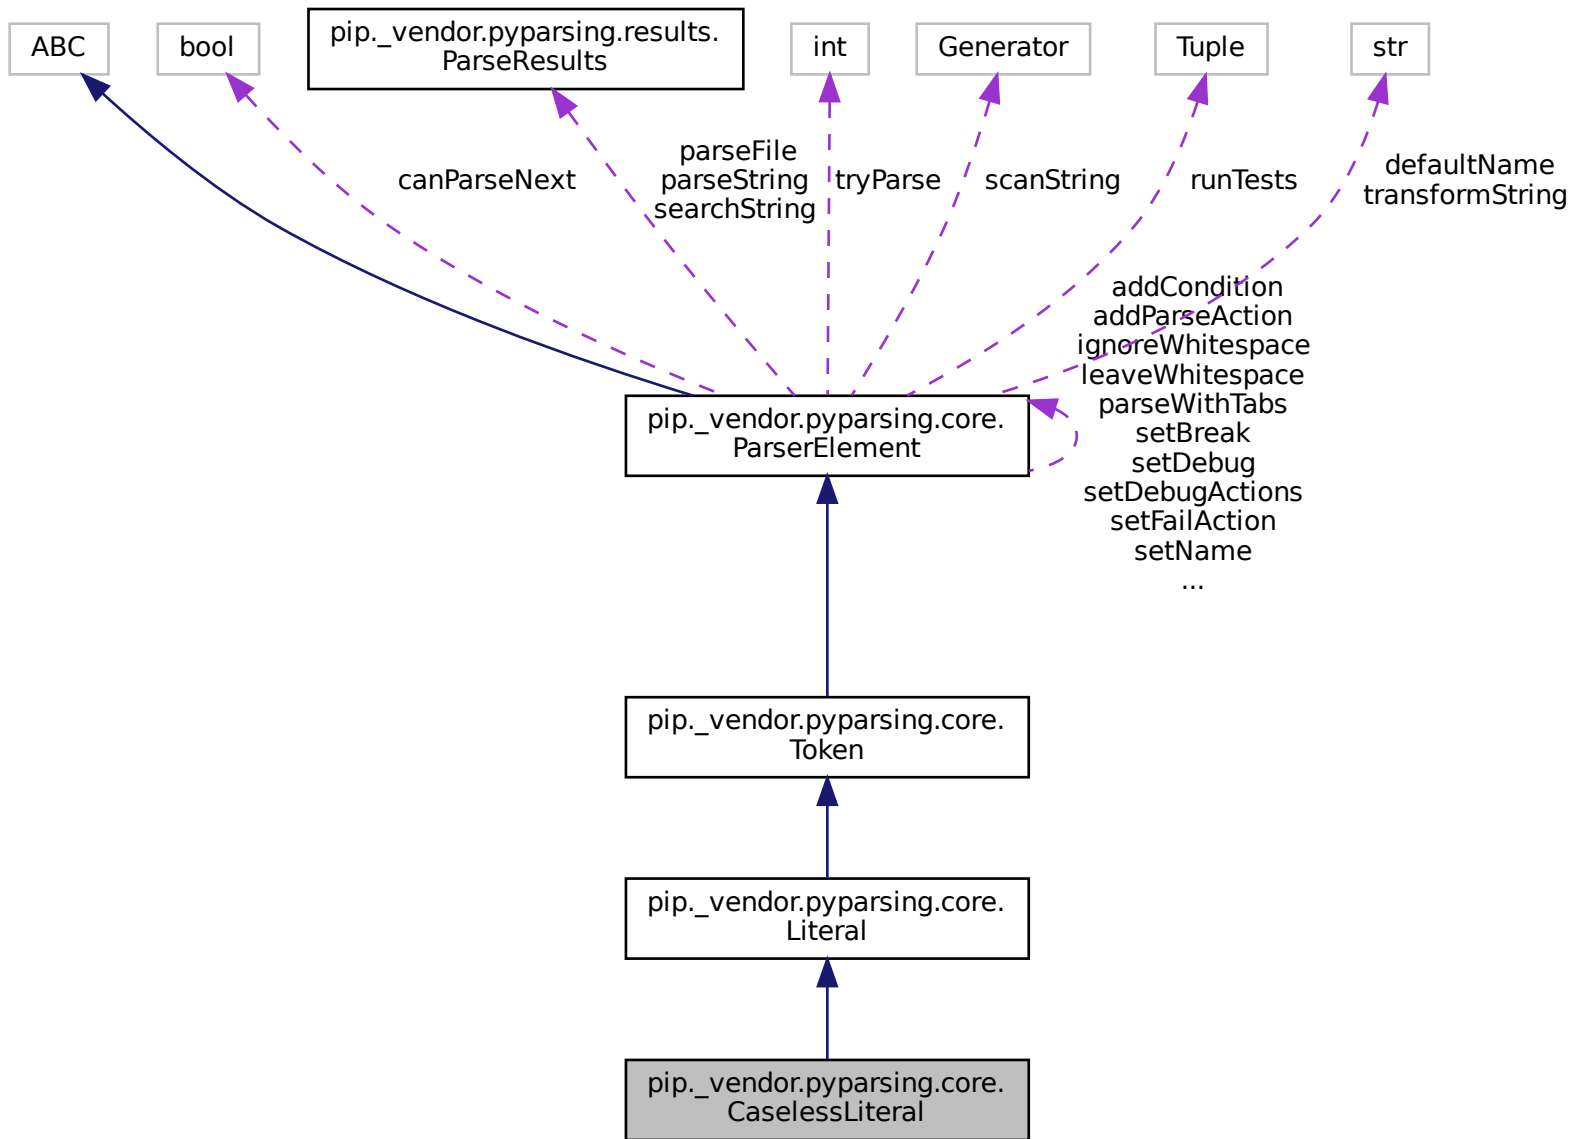 ABC
bool
pip._vendor.pyparsing.results.
ParseResults
int
Generator
Tuple
str
canParseNext
parseFile
parseString
searchString
tryParse
scanString
runTests
defaultName
transformString
addCondition
addParseAction
ignoreWhitespace
leaveWhitespace
parseWithTabs
setBreak
setDebug
setDebugActions
setFailAction
setName
...
pip._vendor.pyparsing.core.
ParserElement
pip._vendor.pyparsing.core.
Token
pip._vendor.pyparsing.core.
Literal
pip._vendor.pyparsing.core.
CaselessLiteral